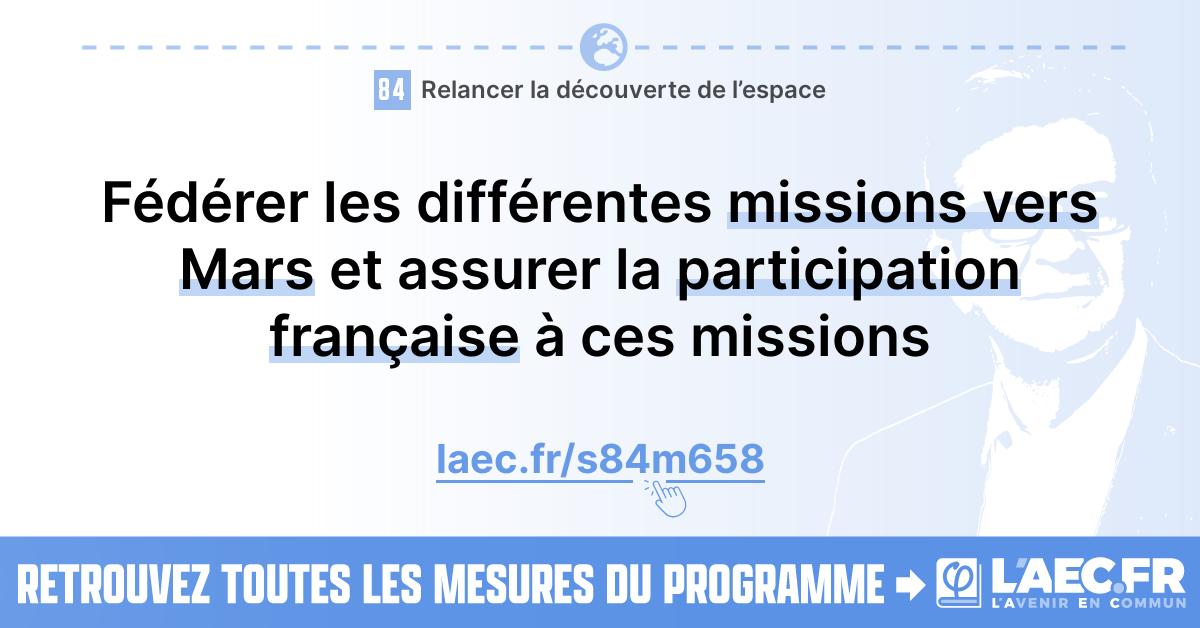 84 Relancer la découverte de l’espace
Fédérer les différentes missions vers
Mars et assurer la participation
française à ces missions
laec.fr/s84m658
RETROUVEZ TOUTES LES MESURES DU PROGRAMME
L'AEC.FR
L'AVENIR EN COMMUN